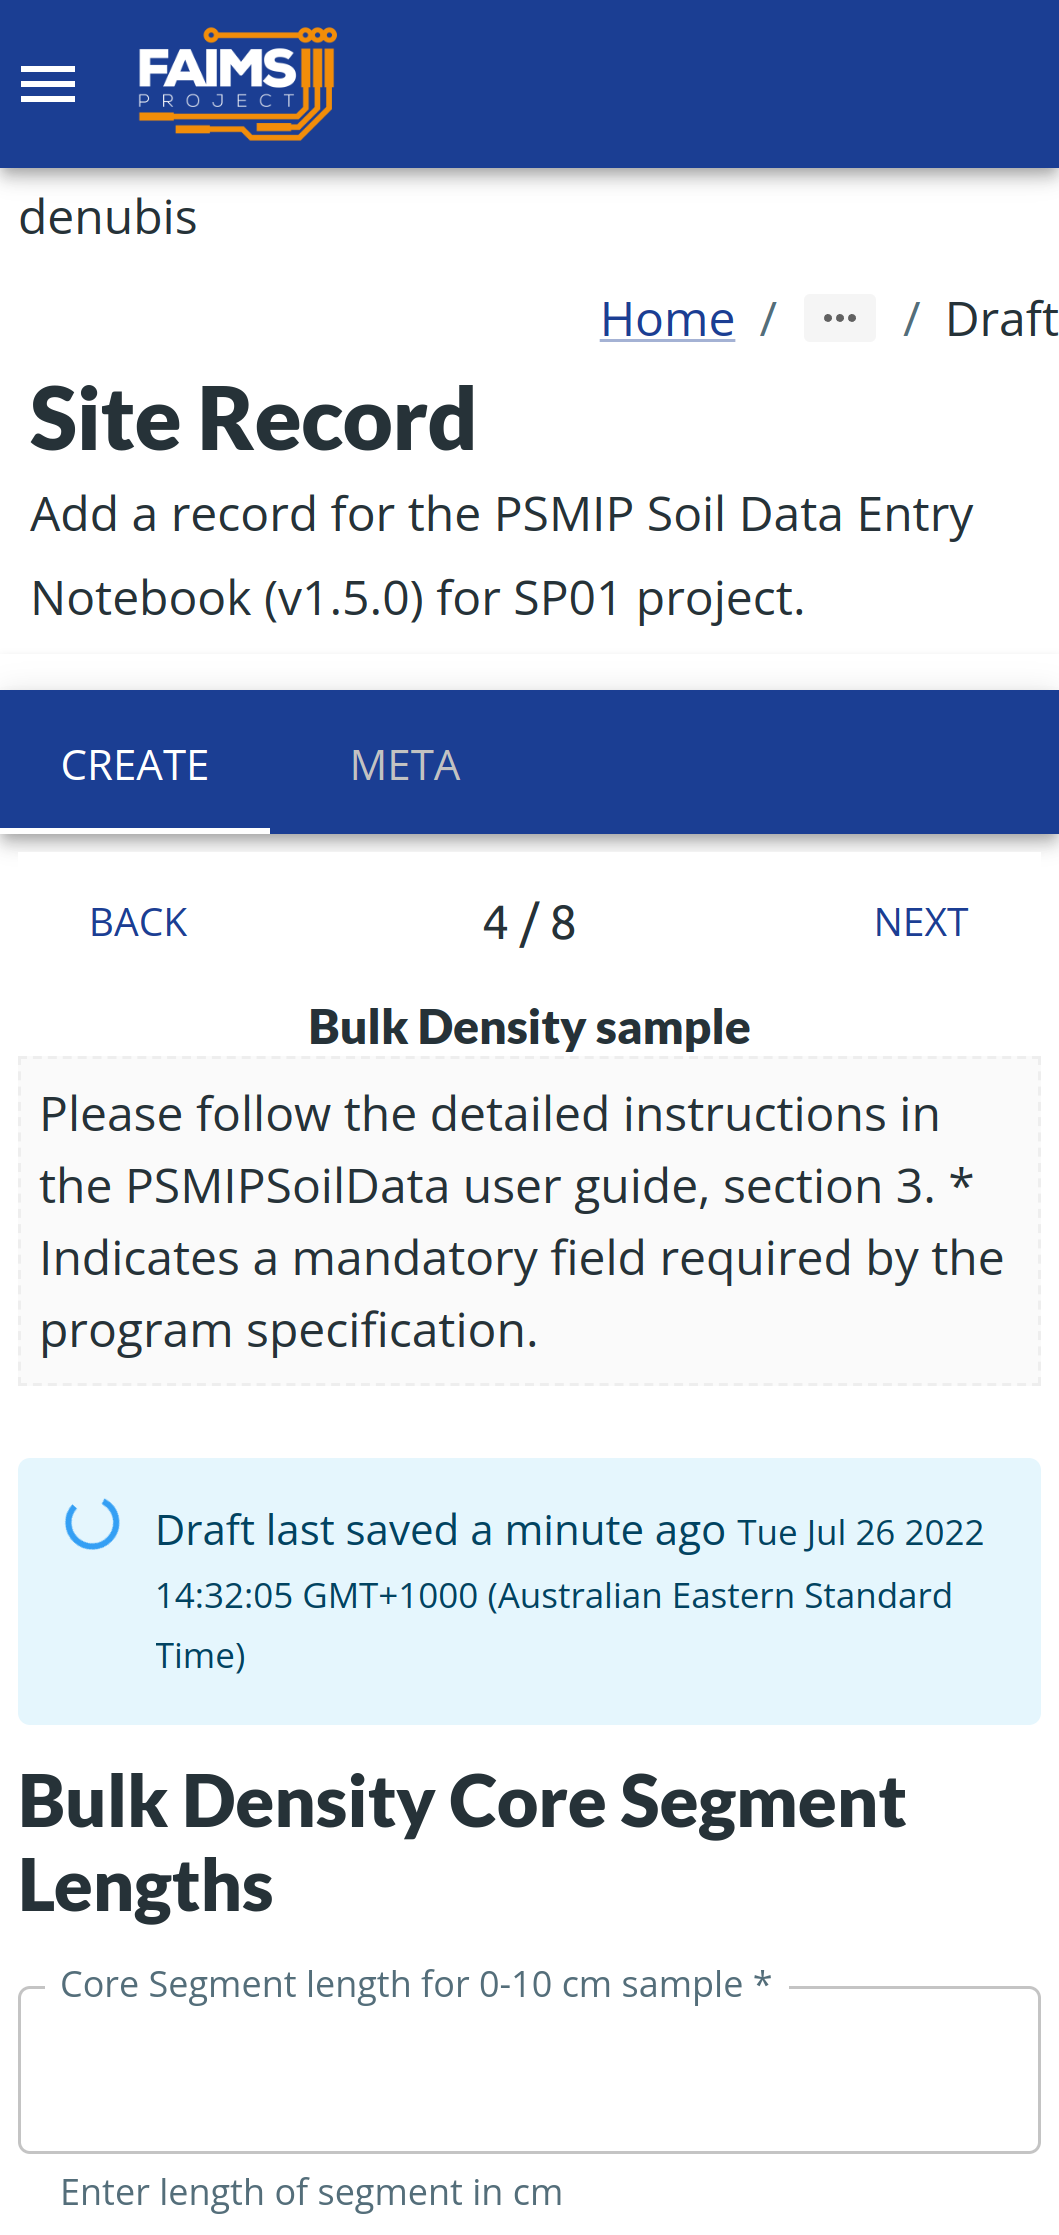 FAIMS
PROJECT
denubis
Home / ••• / Draft
Site Record
Add a record for the PSMIP Soil Data Entry
Notebook (v1.5.0) for SP01 project.
CREATE META
BACK 4 / 8 NEXT
Bulk Density sample
Please follow the detailed instructions in
the PSMIPSoilData user guide, section 3. *
Indicates a mandatory field required by the
program specification.
Draft last saved a minute ago Tue Jul 26 2022
14:32:05 GMT+1000 (Australian Eastern Standard
Time)
Bulk Density Core Segment
Lengths
Core Segment length for 0-10 cm sample *
Enter length of segment in cm